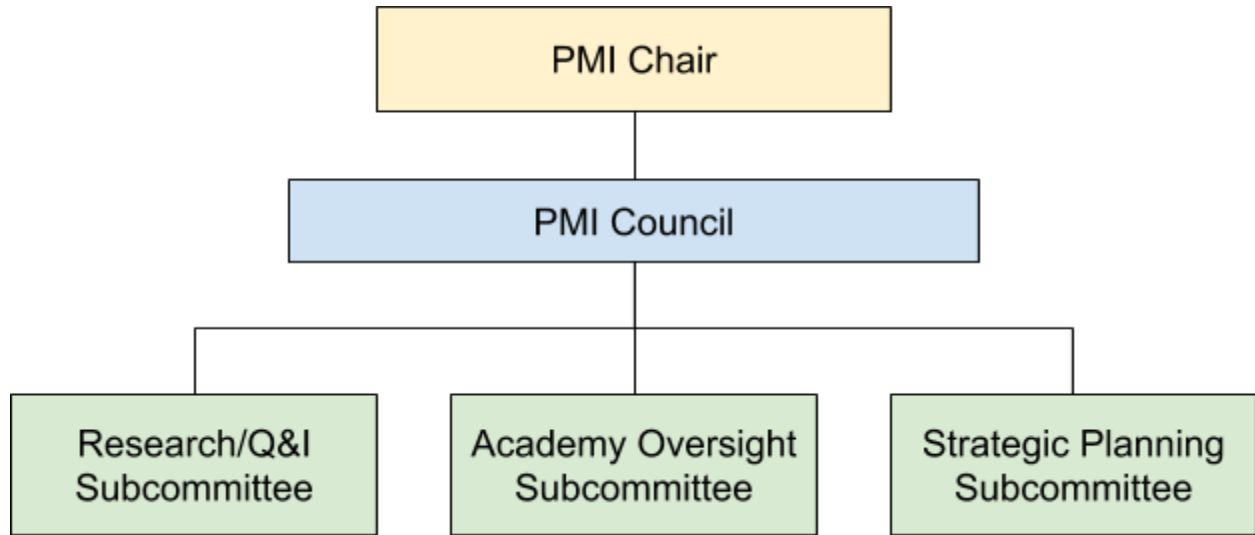 PMI Chair
PMI Council
Research/Q&I
Subcommittee
Academy Oversight
Subcommittee
Strategic Planning
Subcommittee